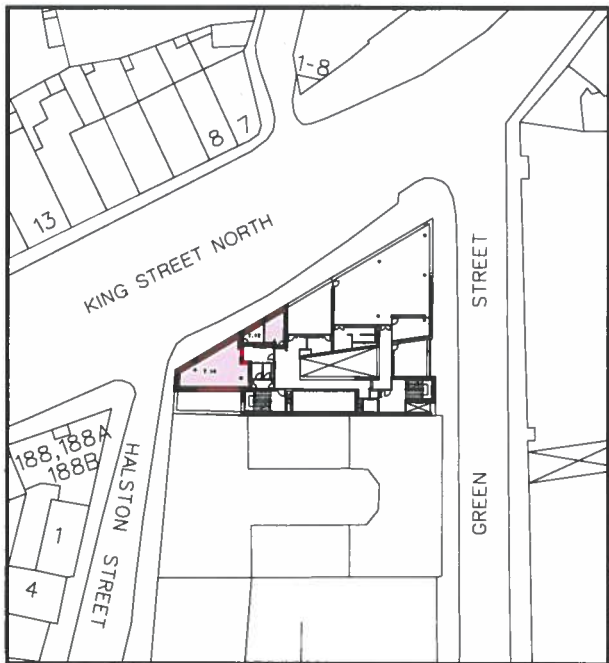 1-8
7
8
13
KING STREET NORTH
STREET
GREEN
188,188A
188B
HALSTON STREET
1
4